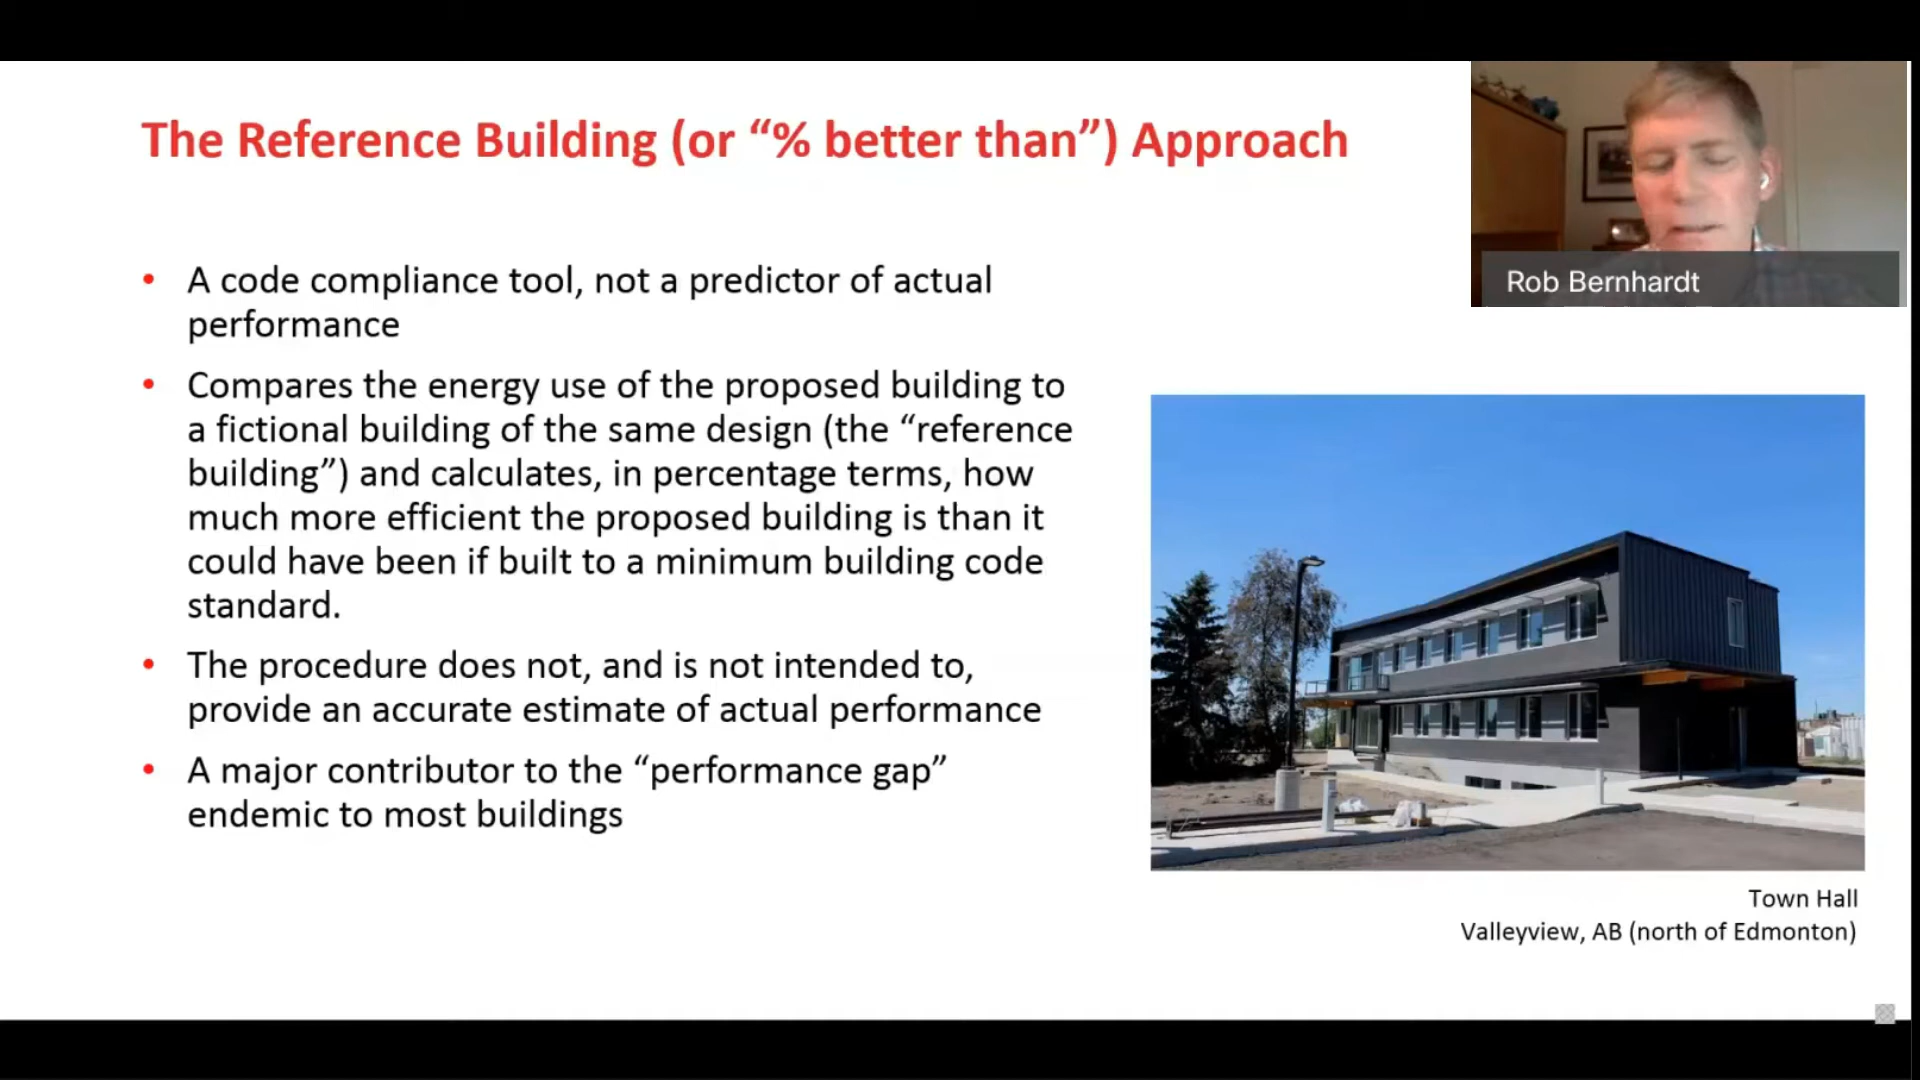 The Reference Building (or “% better than”) Approach
Rob Bernhardt
• A code compliance tool, not a predictor of actual
performance
• Compares the energy use of the proposed building to
a fictional building of the same design (the “reference
building”) and calculates, in percentage terms, how
much more efficient the proposed building is than it
could have been if built to a minimum building code
standard.
• The procedure does not, and is not intended to,
provide an accurate estimate of actual performance
• A major contributor to the “performance gap”
endemic to most buildings
Town Hall
Valleyview, AB (north of Edmonton)